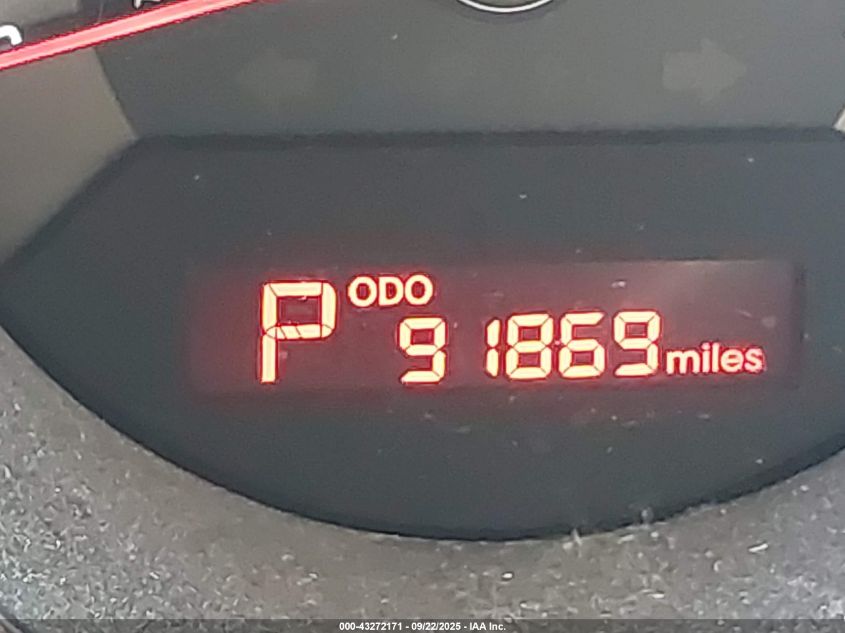 P ODO 91869 miles
000-43272171 - 09/22/2025 - IAA Inc.